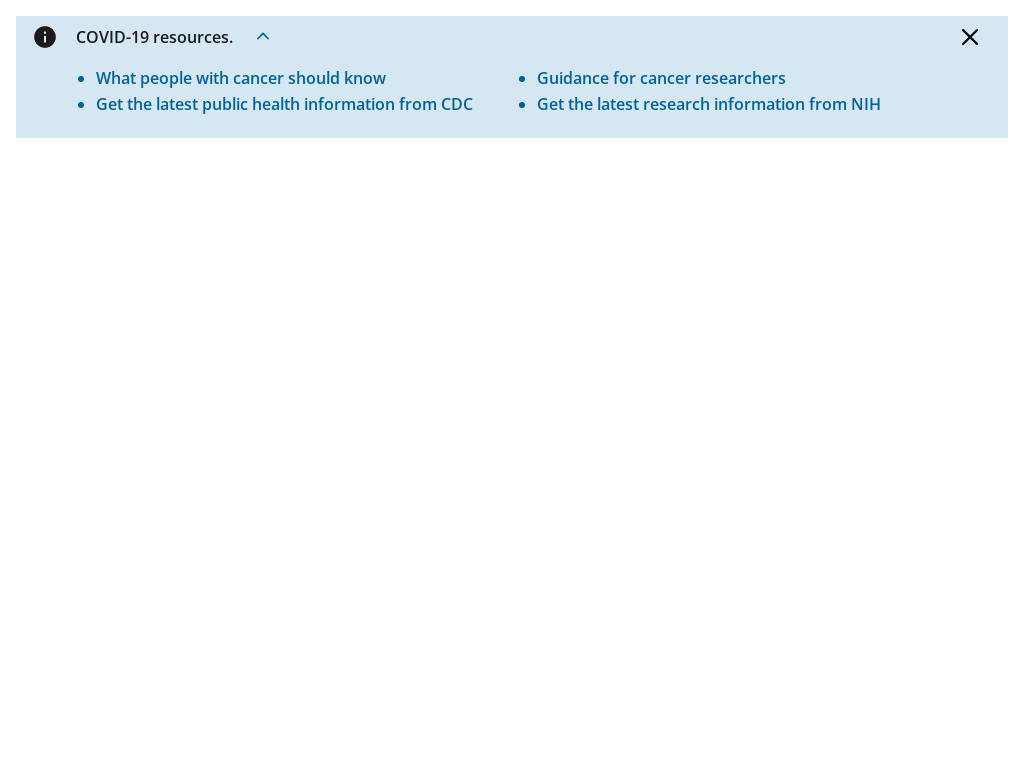 COVID-19 resources.
What people with cancer should know
Get the latest public health information from CDC
Guidance for cancer researchers
Get the latest research information from NIH